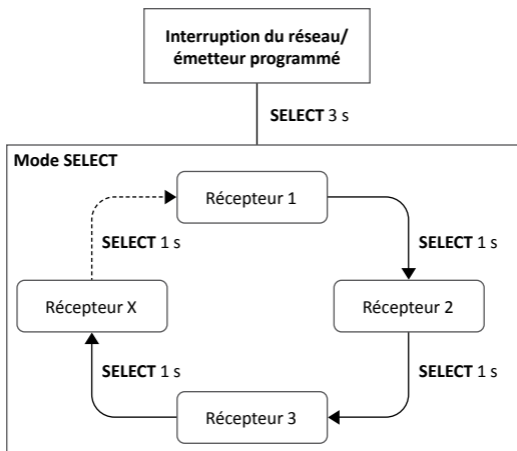 Interruption du réseau/
émetteur programmé
SELECT 3 s
Mode SELECT
Récepteur 1
SELECT 1 s
SELECT 1 s
Récepteur X
Récepteur 2
SELECT 1 s
SELECT 1 s
Récepteur 3